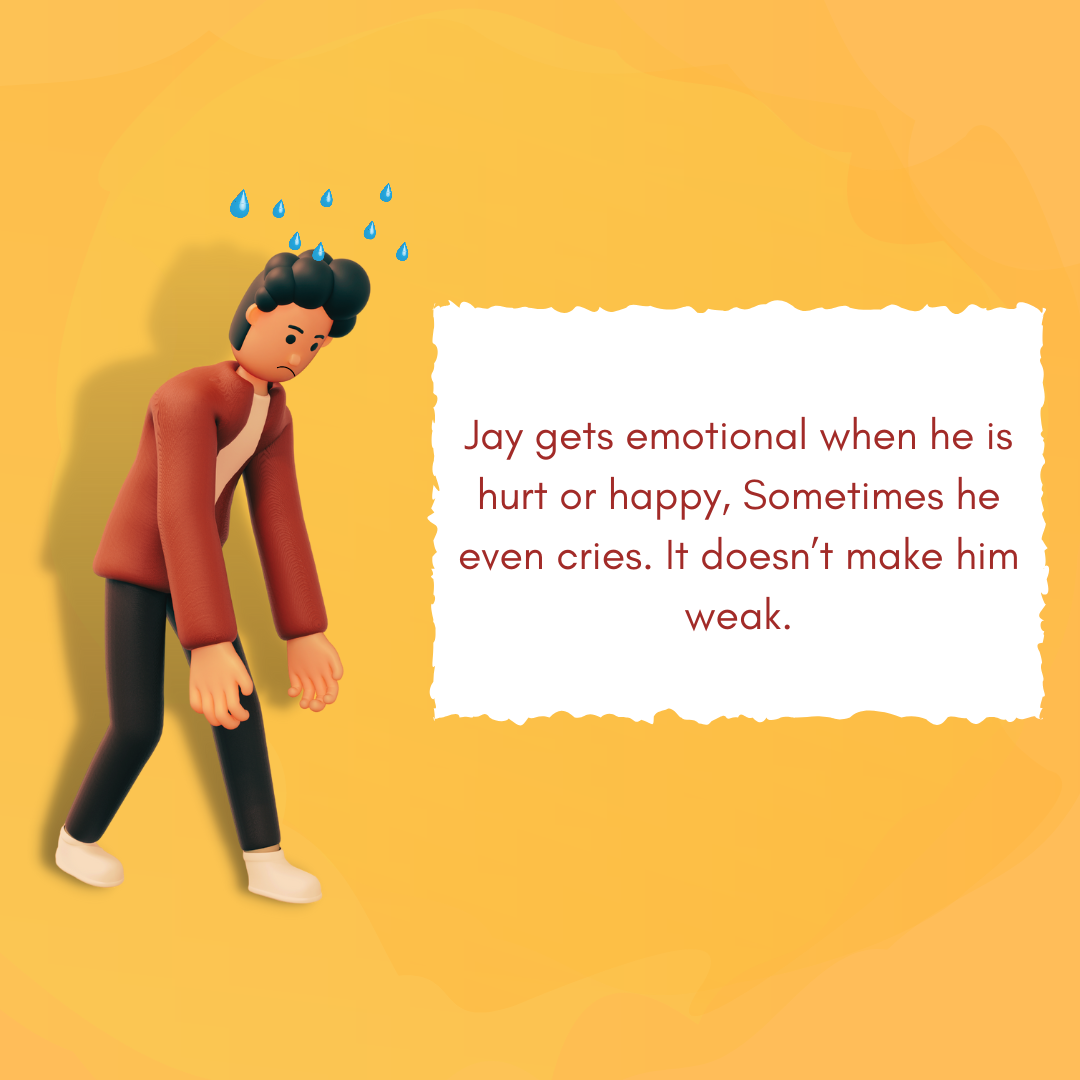 Jay gets emotional when he is
hurt or happy, Sometimes he
even cries. It doesn’t make him
weak.